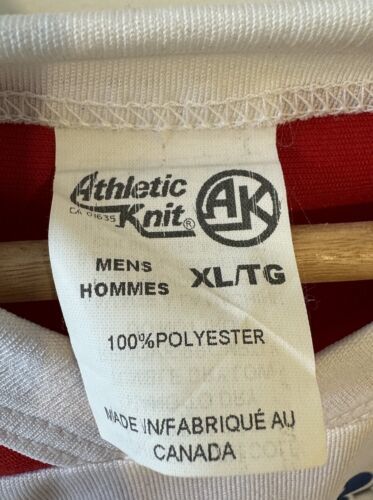 Athletic
Knit®
CA 01635
AK
MENS
HOMMES
XL/TG
100%POLYESTER
MADE IN/FABRIQUÉ AU
CANADA